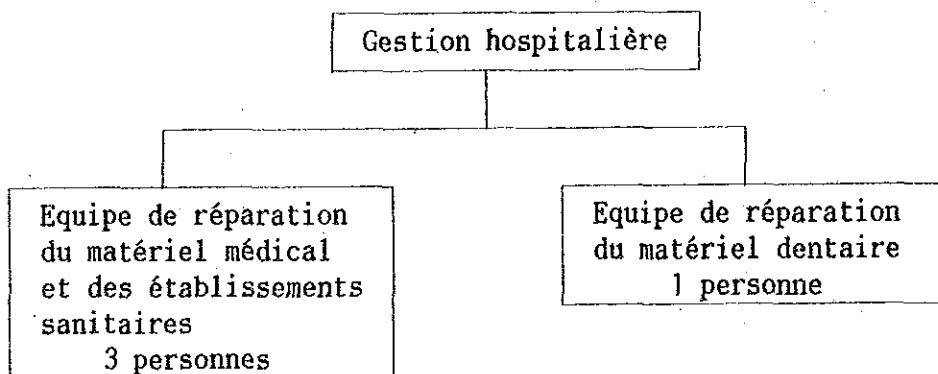 Gestion hospitalière
Equipe de réparation
du matériel médical
et des établissements
sanitaires
3 personnes
Equipe de réparation
du matériel dentaire
1 personne